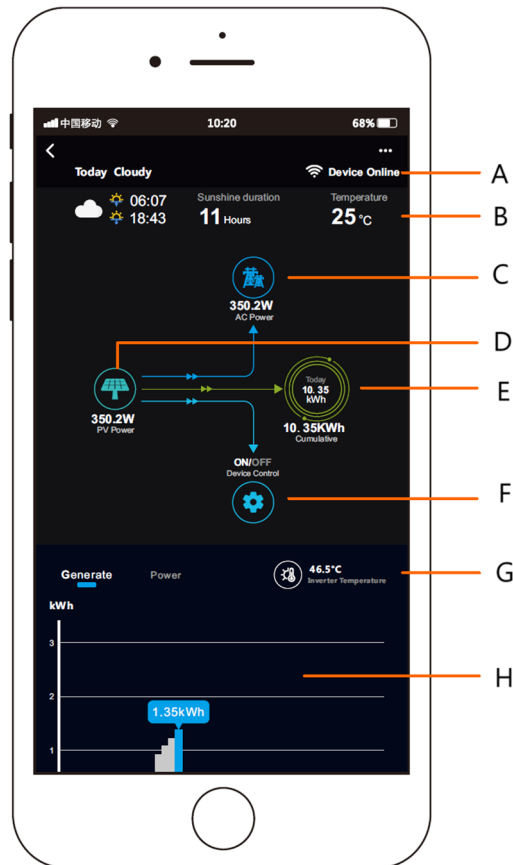 中国移动 10:20 68%
Today Cloudy Device Online A
06:07 Sunshine duration Temperature
18:43 11 Hours 25 °C B
C
350.2W
AC Power
D
Today
10. 35
kWh
E
350.2W
PV Power
10. 35KWh
Cumulative
ON/OFF
Device Control
F
Generate Power 46.5°C
Inverter Temperature G
kWh
3
H
2
1.35kWh
1